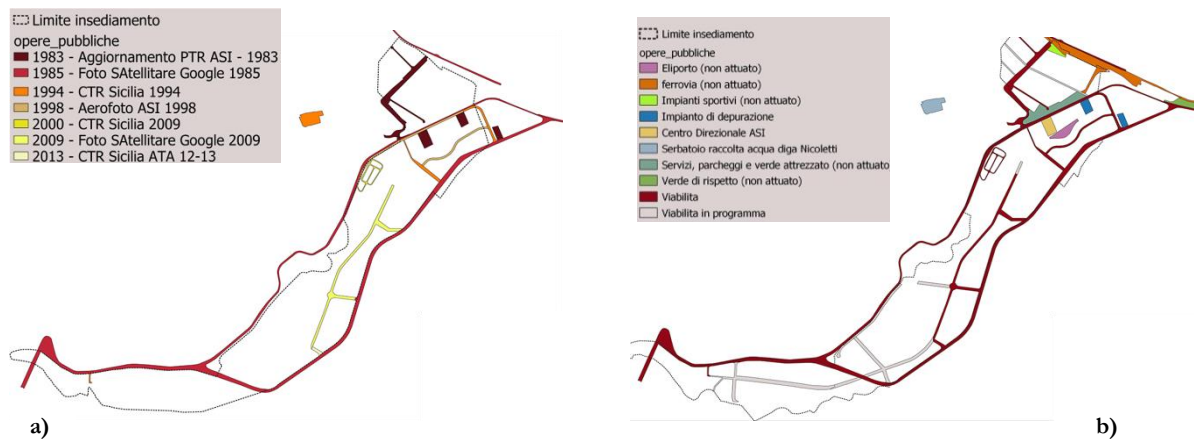 Limite insediamento
opere_pubbliche
1983 - Aggiornamento PTR ASI - 1983
1985 - Foto SAtellitare Google 1985
1994 - CTR Sicilia 1994
1998 - Aerofoto ASI 1998
2000 - CTR Sicilia 2009
2009 - Foto SAtellitare Google 2009
2013 - CTR Sicilia ATA 12-13
a)
Limite insediamento
opere_pubbliche
Eliporto (non attuato)
ferrovia (non attuato)
Impianti sportivi (non attuato)
Impianto di depurazione
Centro Direzionale ASI
Serbatoio raccolta acqua diga Nicoletti
Servizi, parcheggi e verde attrezzato (non attuato
Verde di rispetto (non attuato)
Viabilita
Viabilita in programma
b)